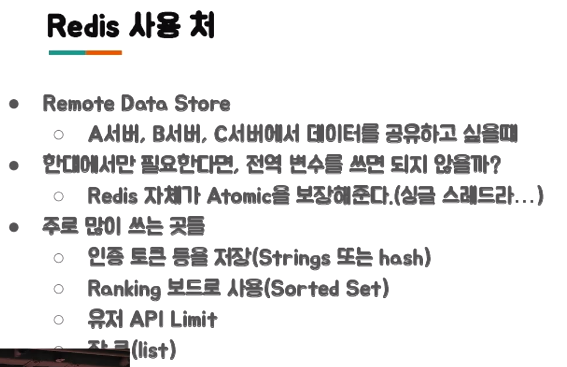 Redis 사용 처
● Remote Data Store
○ A서버, B서버, C서버에서 데이터를 공유하고 싶을때
● 한대에서만 필요한다면, 전역 변수를 쓰면 되지 않을까?
○ Redis 자체가 Atomic을 보장해준다.(싱글 스레드라...)
● 주로 많이 쓰는 곳들
○ 인증 토큰 등을 저장(Strings 또는 hash)
○ Ranking 보드로 사용(Sorted Set)
○ 유저 API Limit
○ (list)